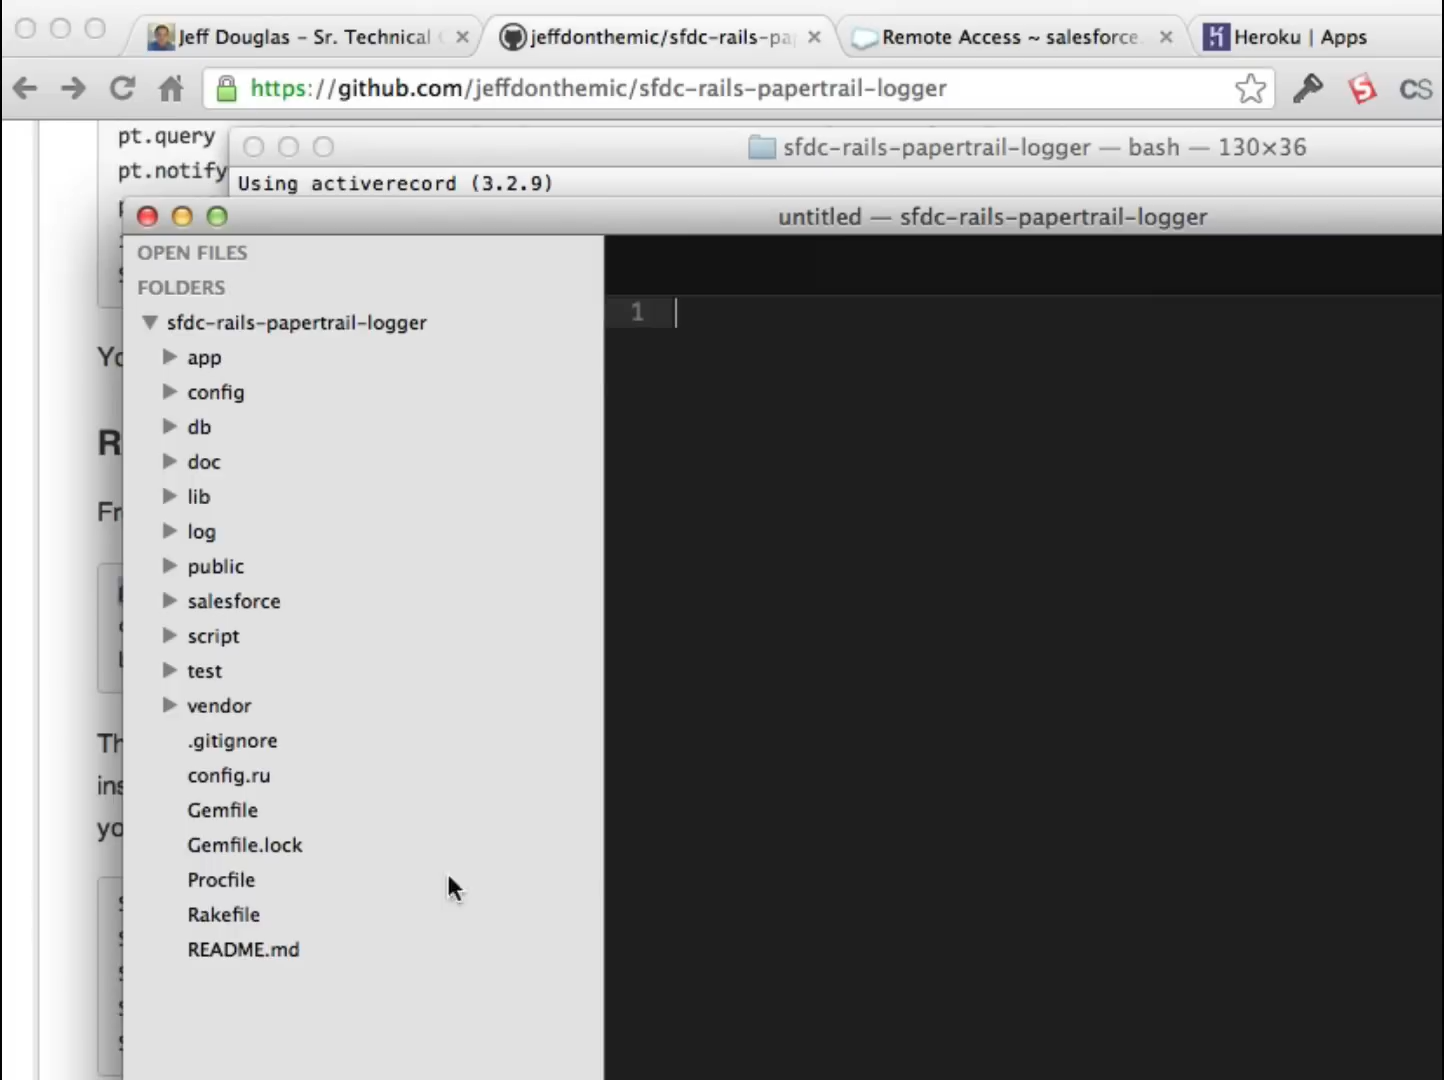 Jeff Douglas – Sr. Technical
jeffdonthemic/sfdc-rails-pa
Remote Access ~ salesforce.
Heroku | Apps
https://github.com/jeffdonthemic/sfdc-rails-papertrail-logger
CS
pt.query
sfdc-rails-papertrail-logger — bash — 130×36
pt.notify
Using activerecord (3.2.9)
untitled — sfdc-rails-papertrail-logger
OPEN FILES
FOLDERS
1
sfdc-rails-papertrail-logger
app
config
db
doc
lib
log
public
salesforce
script
test
vendor
.gitignore
config.ru
Gemfile
Gemfile.lock
Procfile
Rakefile
README.md